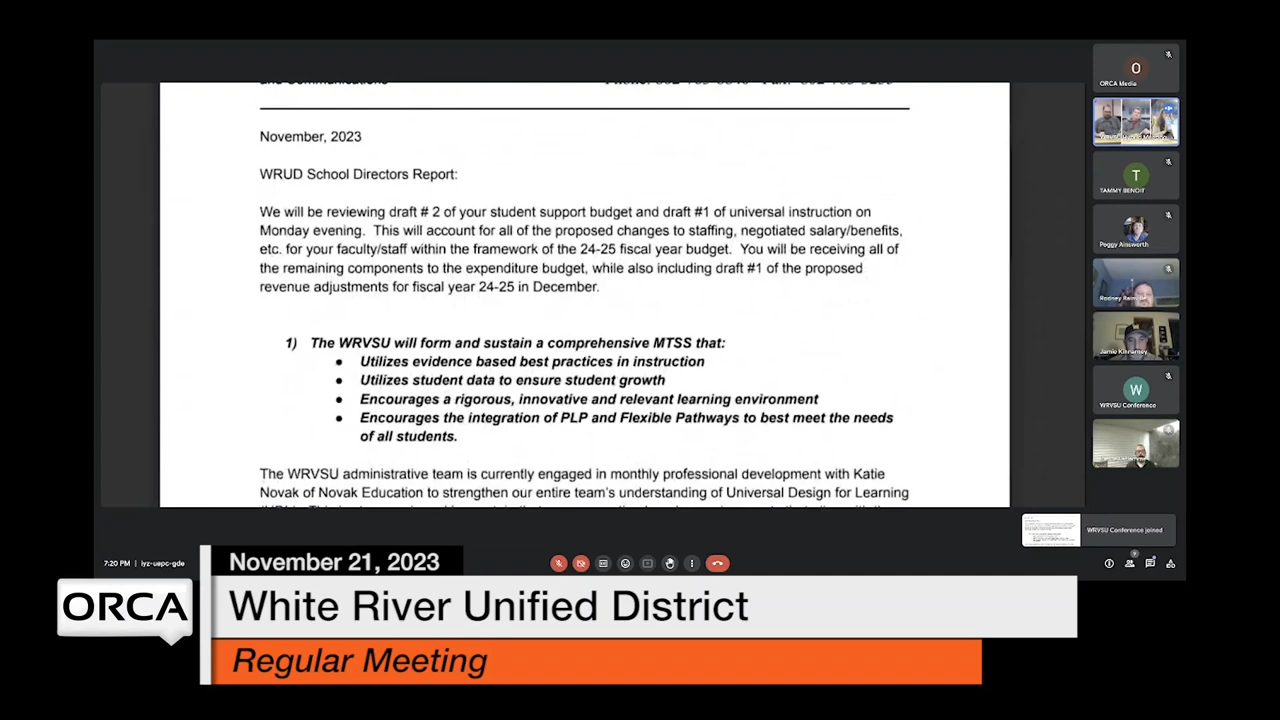 and Communications
November, 2023
WRUD School Directors Report:
We will be reviewing draft # 2 of your student support budget and draft #1 of universal instruction on
Monday evening.  This will account for all of the proposed changes to staffing, negotiated salary/benefits,
etc. for your faculty/staff within the framework of the 24-25 fiscal year budget.  You will be receiving all of
the remaining components to the expenditure budget, while also including draft #1 of the proposed
revenue adjustments for fiscal year 24-25 in December.
1) The WRVSU will form and sustain a comprehensive MTSS that:
● Utilizes evidence based best practices in instruction
● Utilizes student data to ensure student growth
● Encourages a rigorous, innovative and relevant learning environment
● Encourages the integration of PLP and Flexible Pathways to best meet the needs
of all students.
The WRVSU administrative team is currently engaged in monthly professional development with Katie
Novak of Novak Education to strengthen our entire team's understanding of Universal Design for Learning
O
ORCA Media
T
TAMMY BENOIT
Peggy Ainsworth
Rodney Rainville
Jamie Kinnarney
W
WRVSU Conference
WRVSU Conference joined
7:20 PM | iyz-uepc-gde
9
November 21, 2023
ORCA
White River Unified District
Regular Meeting